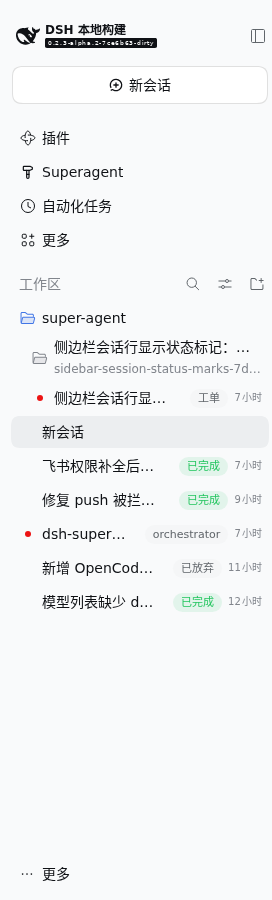 DSH 本地构建
0.2.3-alpha.2-7ca6b63-dirty
新会话
插件
Superagent
自动化任务
更多
工作区
super-agent
侧边栏会话行显示状态标记：...
sidebar-session-status-marks-7d...
侧边栏会话行显... 工单 7小时
新会话
飞书权限补全后... 已完成 7小时
修复 push 被拦... 已完成 9小时
dsh-super... orchestrator 7小时
新增 OpenCod... 已放弃 11小时
模型列表缺少 d... 已完成 12小时
更多